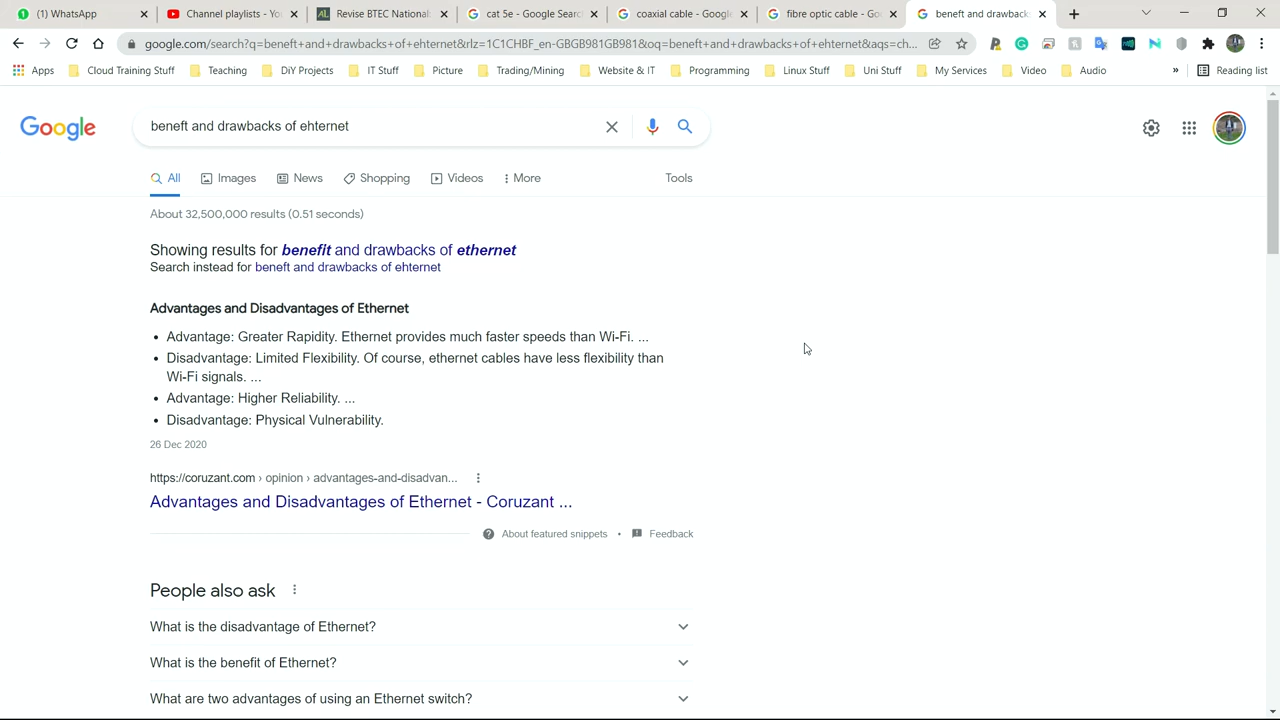 (1) WhatsApp
Channel playlists - Yo
Revise BTEC National:
cat 5e - Google Searc
coaxial cable - Google
fibre optic cable - Go
beneft and drawback
google.com/search?q=beneft+and+drawbacks+of+ehternet&rlz=1C1CHBF_en-GBGB981GB981&oq=beneft+and+drawbacks+of+ehternet&aqs=ch...
Apps
Cloud Training Stuff
Teaching
DiY Projects
IT Stuff
Picture
Trading/Mining
Website & IT
Programming
Linux Stuff
Uni Stuff
My Services
Video
Audio
»
Reading list
Google
beneft and drawbacks of ehternet
All
Images
News
Shopping
Videos
More
Tools
About 32,500,000 results (0.51 seconds)
Showing results for benefit and drawbacks of ethernet
Search instead for beneft and drawbacks of ehternet
Advantages and Disadvantages of Ethernet
• Advantage: Greater Rapidity. Ethernet provides much faster speeds than Wi-Fi. ...
• Disadvantage: Limited Flexibility. Of course, ethernet cables have less flexibility than
Wi-Fi signals. ...
• Advantage: Higher Reliability. ...
• Disadvantage: Physical Vulnerability.
26 Dec 2020
https://coruzant.com › opinion › advantages-and-disadvan...
Advantages and Disadvantages of Ethernet - Coruzant ...
About featured snippets • Feedback
People also ask
What is the disadvantage of Ethernet?
What is the benefit of Ethernet?
What are two advantages of using an Ethernet switch?